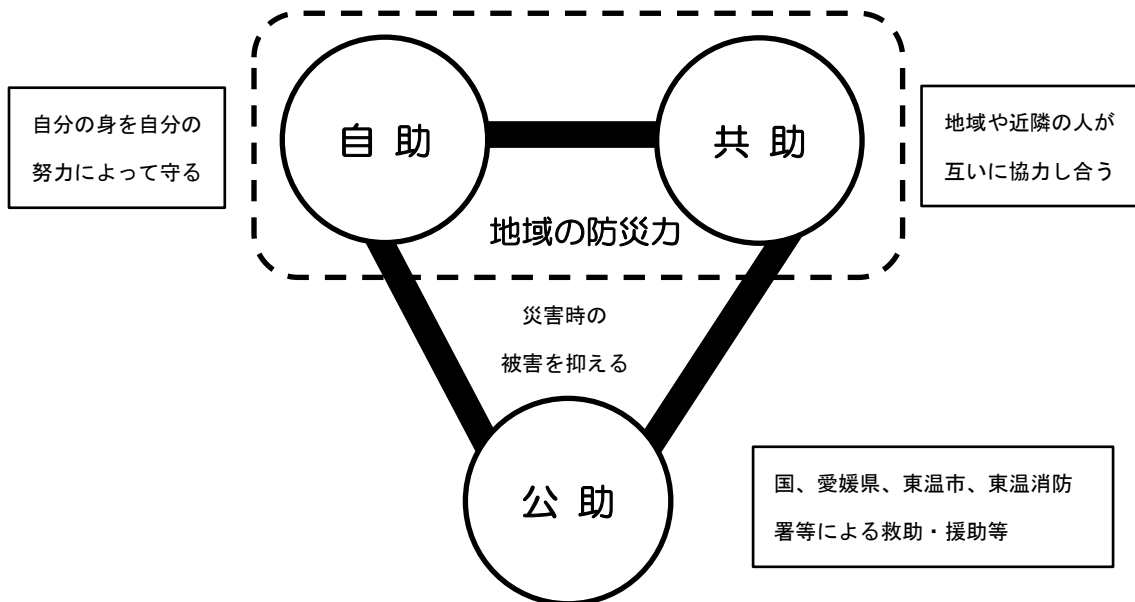 自分の身を自分の
努力によって守る
自助
共助
地域や近隣の人が
互いに協力し合う
地域の防災力
災害時の
被害を抑える
公助
国、愛媛県、東温市、東温消防
署等による救助・援助等